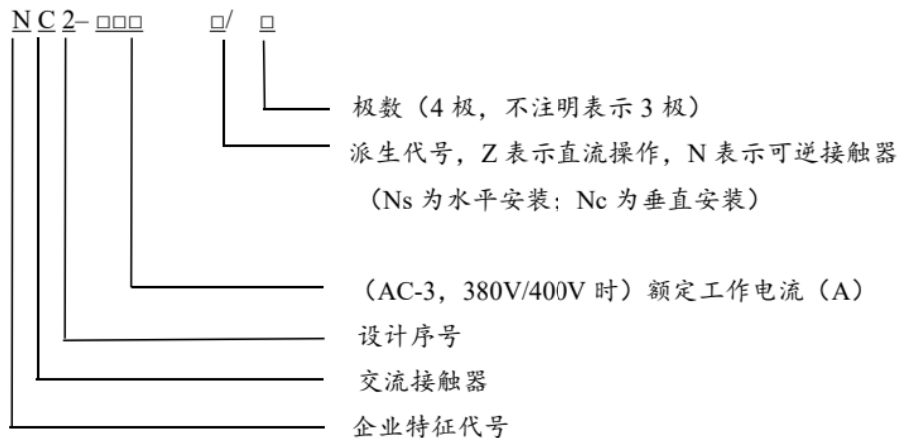 NC2-□□□ □/ □
极数（4 极，不注明表示 3 极）
派生代号，Z 表示直流操作，N 表示可逆接触器
（Ns 为水平安装；Nc 为垂直安装）
（AC-3，380V/400V 时）额定工作电流（A）
设计序号
交流接触器
企业特征代号